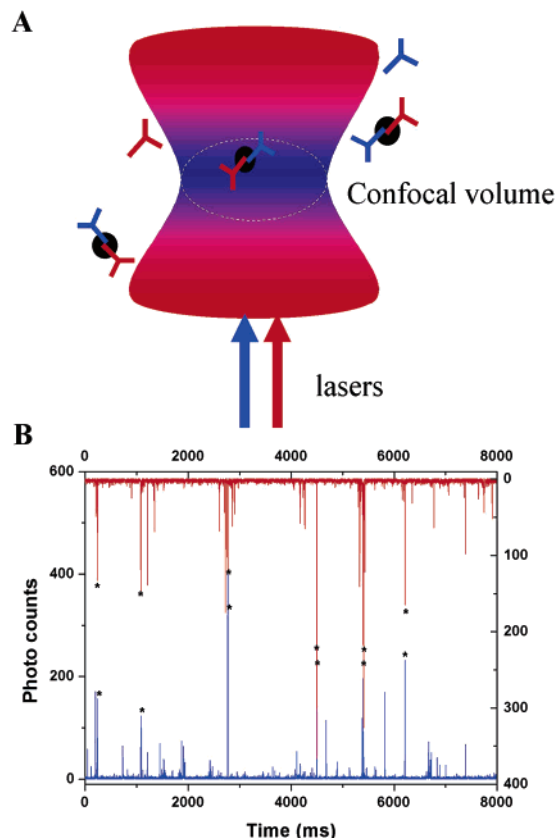 A
Confocal volume
lasers
B
0 2000 4000 6000 8000
600 0
400 100
200 200
0 300
400
Photo counts
* * * * * *
* * * * * *
0 2000 4000 6000 8000
Time (ms)